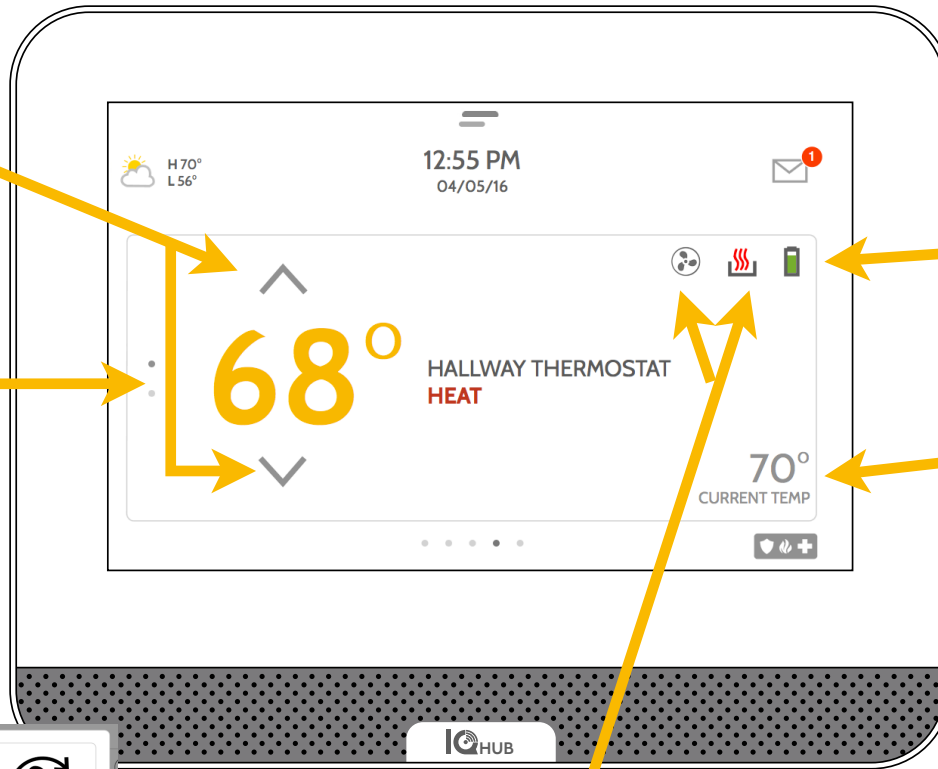 H 70°
L 56°
12:55 PM
04/05/16
1
68°
HALLWAY THERMOSTAT
HEAT
70°
CURRENT TEMP
IQ HUB